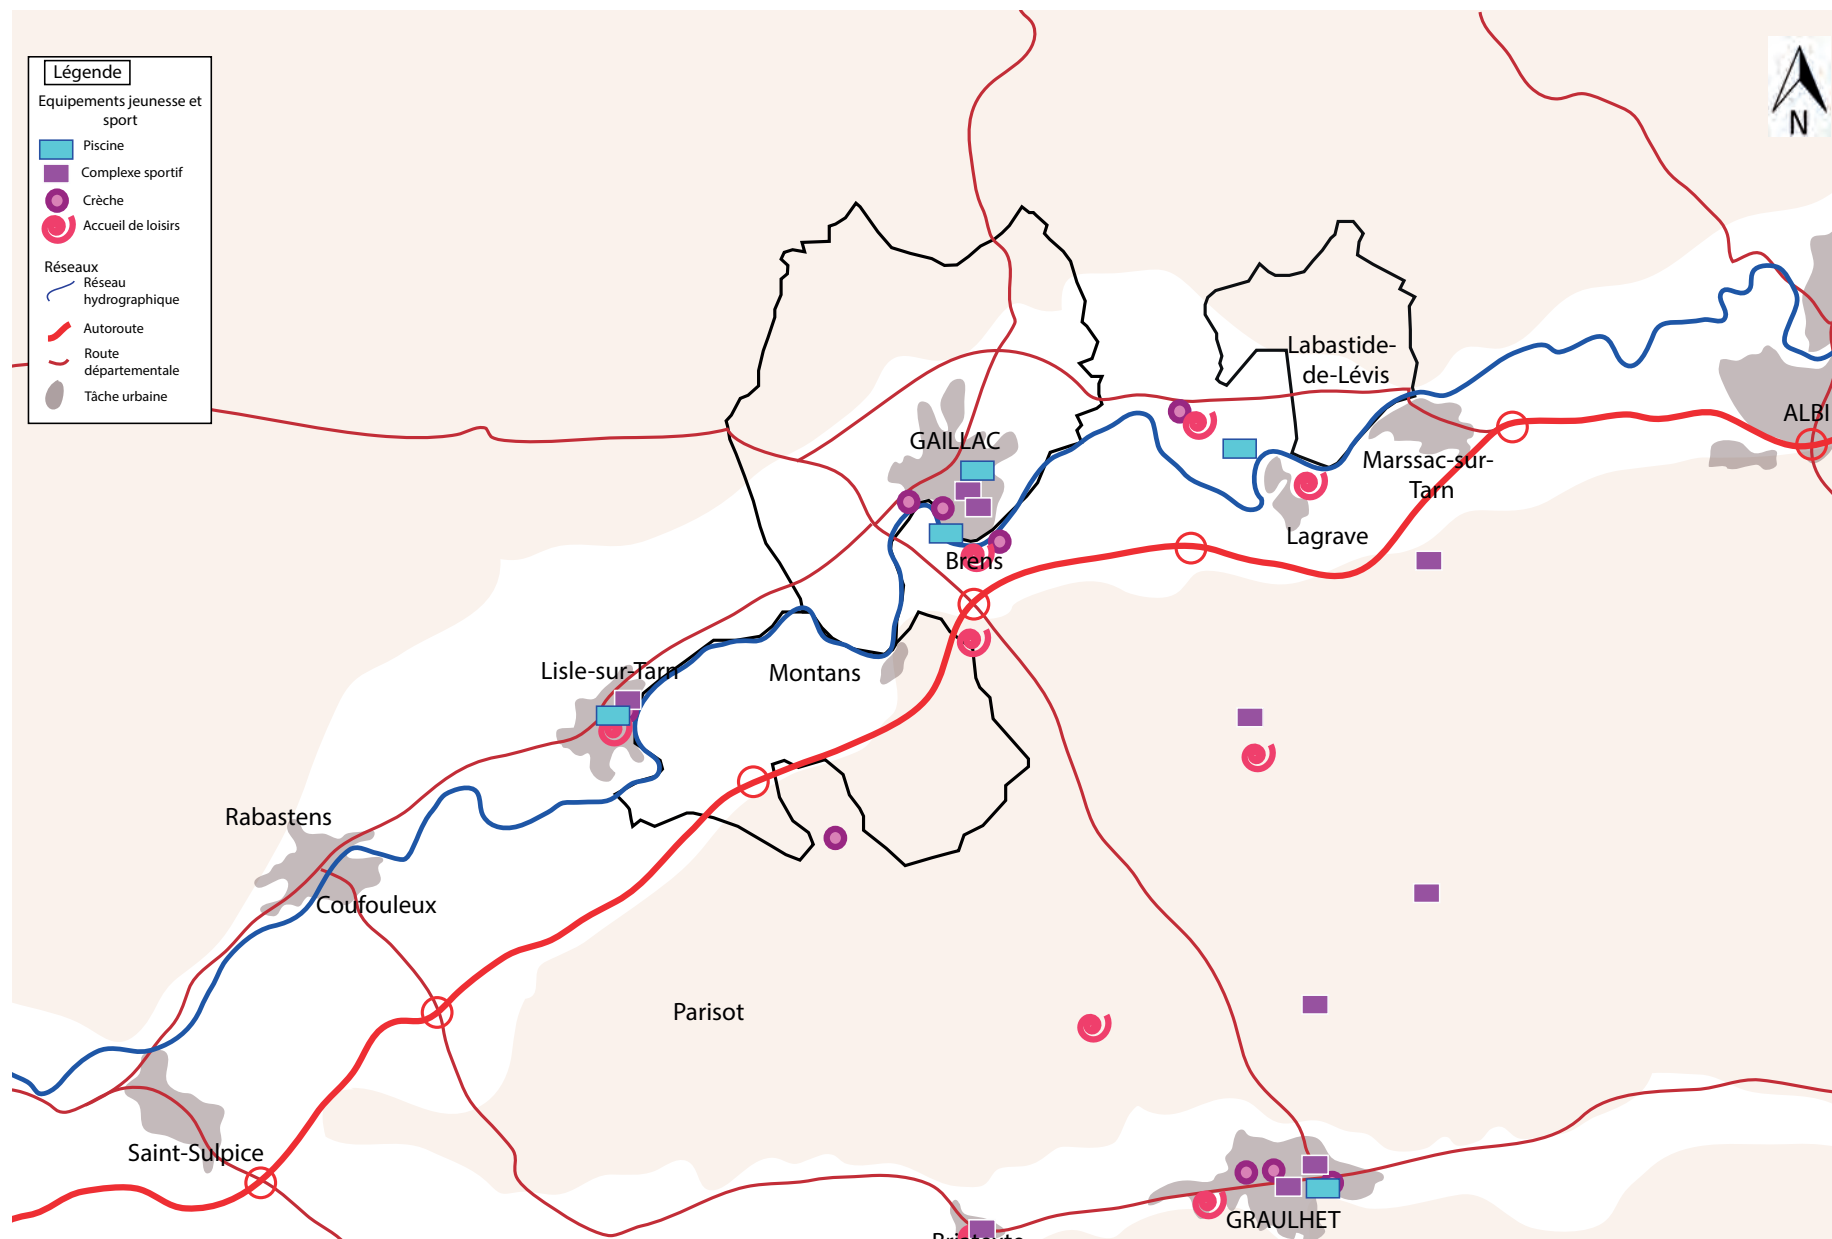 Légende
Equipements jeunesse et
sport
Piscine
Complexe sportif
Crèche
Accueil de loisirs
Réseaux
Réseau
hydrographique
Autoroute
Route
départementale
Tâche urbaine
N
Labastide-
de-Lévis
ALBI
GAILLAC
Marssac-sur-
Tarn
Lagrave
Brens
Lisle-sur-Tarn
Montans
Rabastens
Coufouleux
Parisot
Saint-Sulpice
GRAULHET